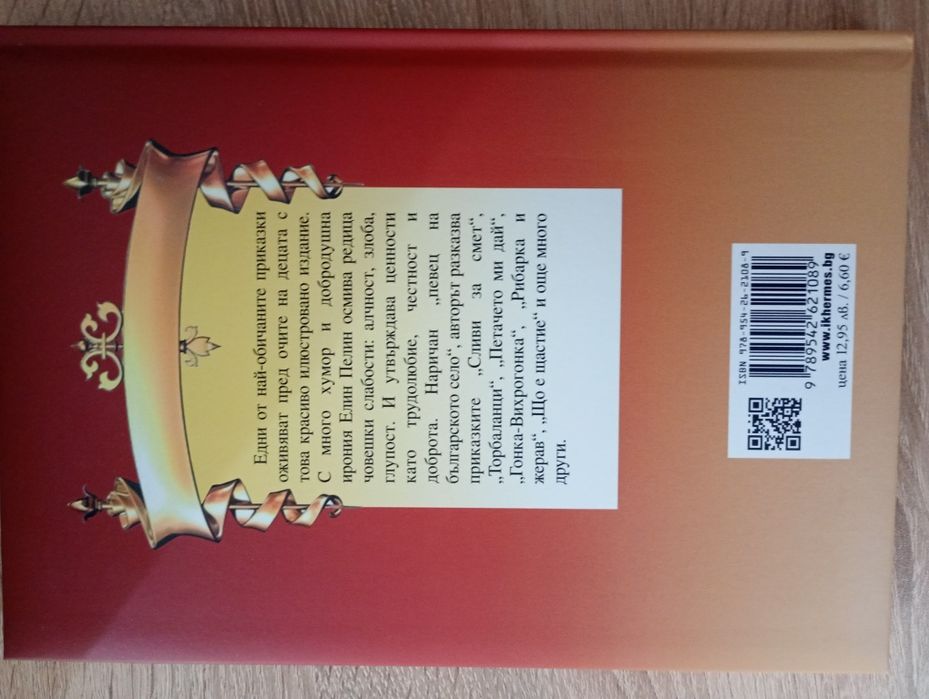 Едни от най-обичаните приказки
оживяват пред очите на децата с
това красиво илюстровано издание.
С много хумор и добродушна
ирония Елин Пелин осмива редица
човешки слабости: алчност, злоба,
глупост. И утвърждава ценности
като трудолюбие, честност и
доброта. Наричан „певец на
българското село“, авторът разказва
приказките „Сливи за смет“,
„Торбаланци“, „Петачето ми дай“,
„Гонка-Вихрогонка“, „Рибарка и
жерав“, „Що е щастие“ и още много
други.
ISBN 978-954-26-2108-9
9 789542 621089
www.ikhermes.bg
цена 12,95 лв. / 6,60 €